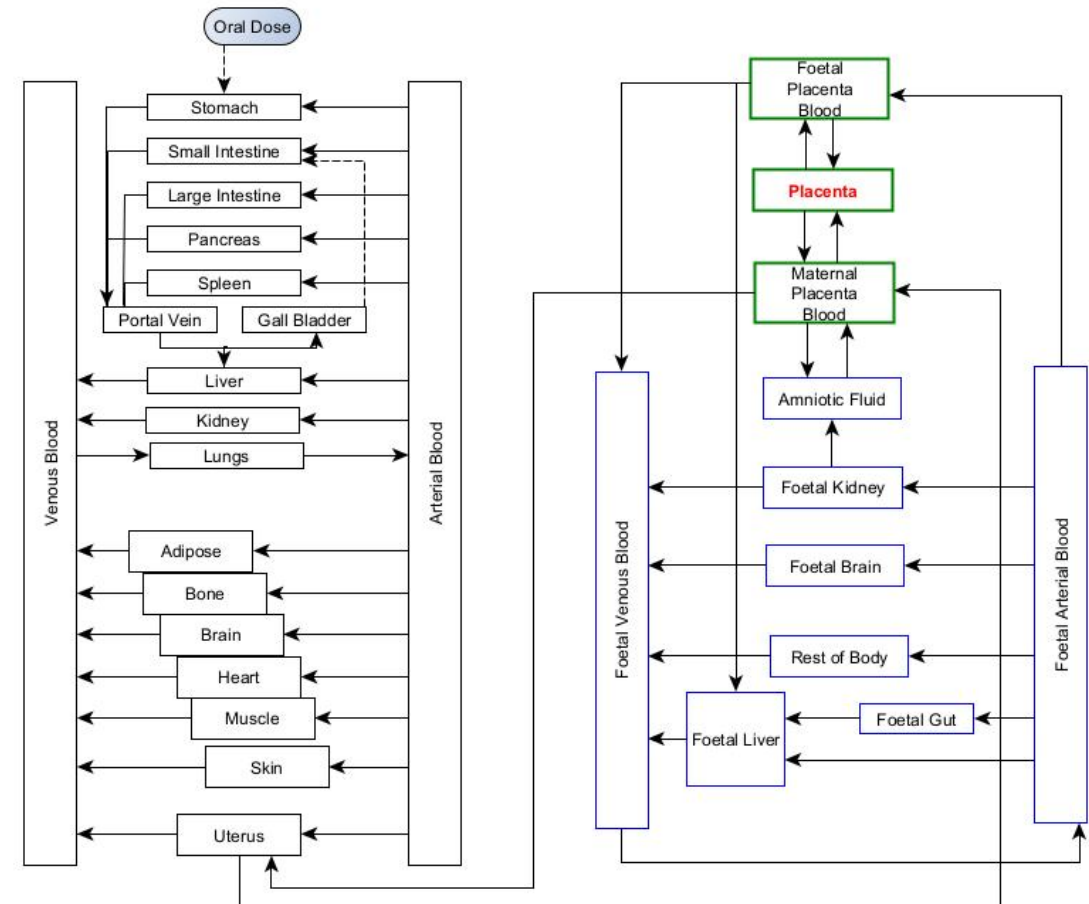 Oral Dose
Stomach
Small Intestine
Large Intestine
Pancreas
Spleen
Portal Vein
Gall Bladder
Liver
Kidney
Lungs
Adipose
Bone
Brain
Heart
Muscle
Skin
Uterus
Venous Blood
Arterial Blood
Foetal
Placenta
Blood
Placenta
Maternal
Placenta
Blood
Amniotic Fluid
Foetal Kidney
Foetal Brain
Rest of Body
Foetal Gut
Foetal Liver
Foetal Venous Blood
Foetal Arterial Blood